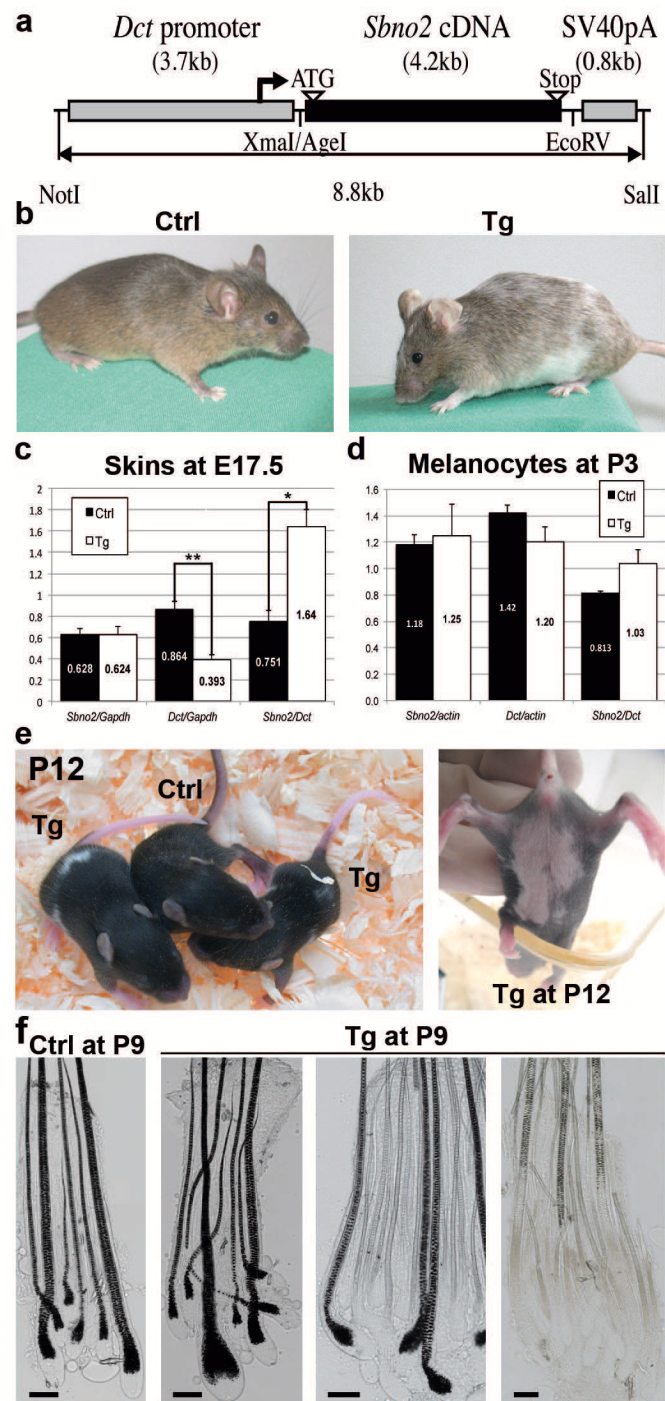 a
Dct promoter Sbno2 cDNA SV40pA
(3.7kb) (4.2kb) (0.8kb)
ATG Stop
XmaI/AgeI EcoRV
NotI 8.8kb SalI
b
Ctrl Tg
c
Skins at E17.5
2
1.8
1.6
1.4
1.2
1
0.8
0.6
0.4
0.2
0
Ctrl
Tg
**
*
0.628 0.624 0.864 0.393 0.751 1.64
Sbno2/Gapdh Dct/Gapdh Sbno2/Dct
d
Melanocytes at P3
1.6
1.4
1.2
1.0
0.8
0.6
0.4
0.2
0.0
Ctrl
Tg
1.18 1.25 1.42 1.20 0.813 1.03
Sbno2/actin Dct/actin Sbno2/Dct
e
P12
Tg Ctrl Tg
Tg at P12
f
Ctrl at P9 Tg at P9